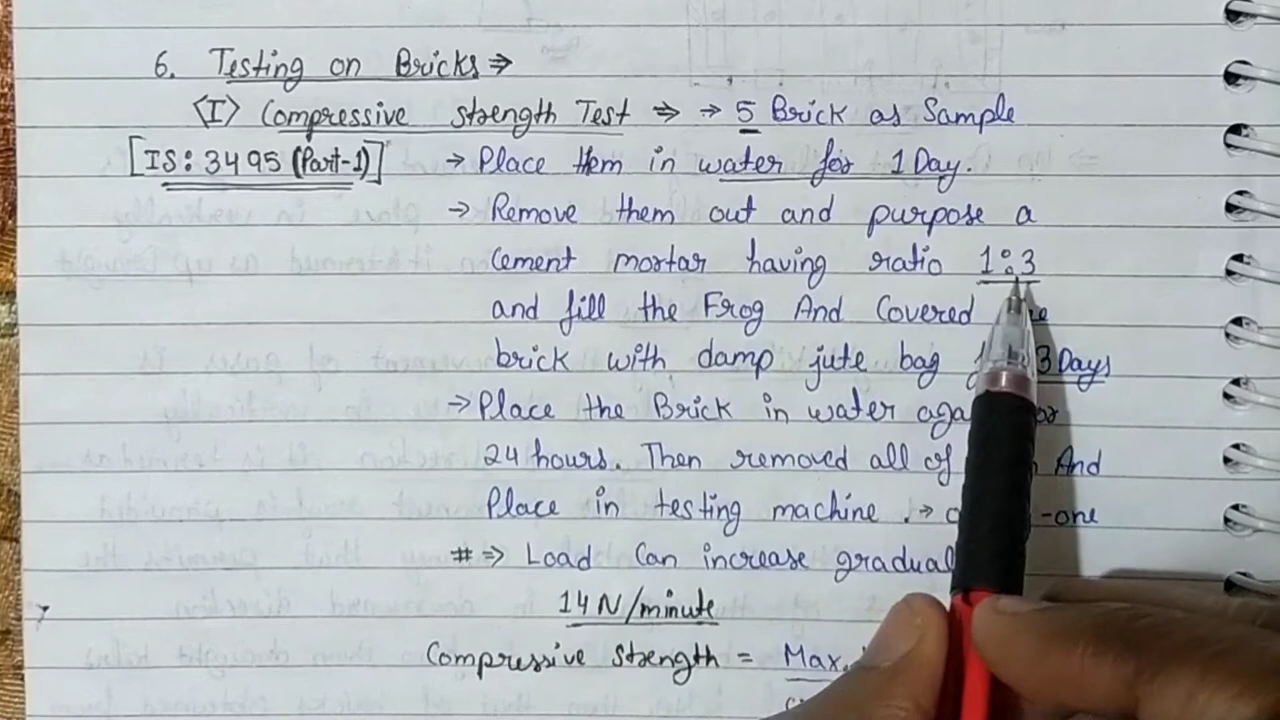 6. Testing on Bricks ⇒
<I> Compressive strength Test ⇒ → 5 Brick as Sample
[IS: 3495 (Part-1)] → Place them in water for 1 Day.
→ Remove them out and purpose a
Cement mortar having ratio 1:3
and fill the Frog And Covered
brick with damp jute bag 3 Days
→ Place the Brick in water
24 hours. Then removed all of And
Place in testing machine . → -one
# ⇒ Load Can increase
14 N/minute
Compressive strength = Max.